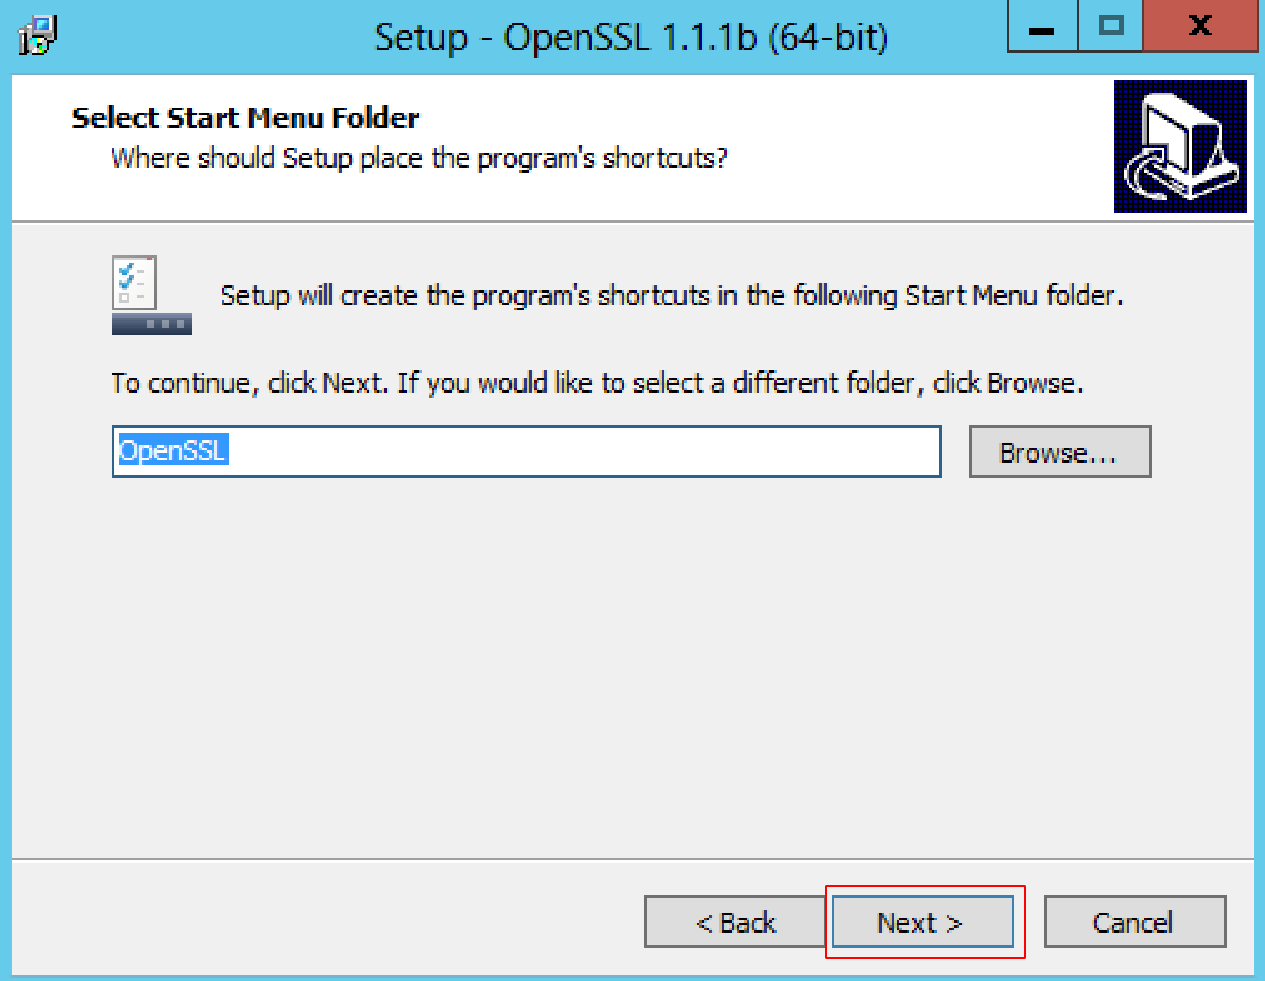 Setup - OpenSSL 1.1.1b (64-bit)
Select Start Menu Folder
Where should Setup place the program's shortcuts?
Setup will create the program's shortcuts in the following Start Menu folder.
To continue, click Next. If you would like to select a different folder, click Browse.
OpenSSL
Browse...
< Back
Next >
Cancel